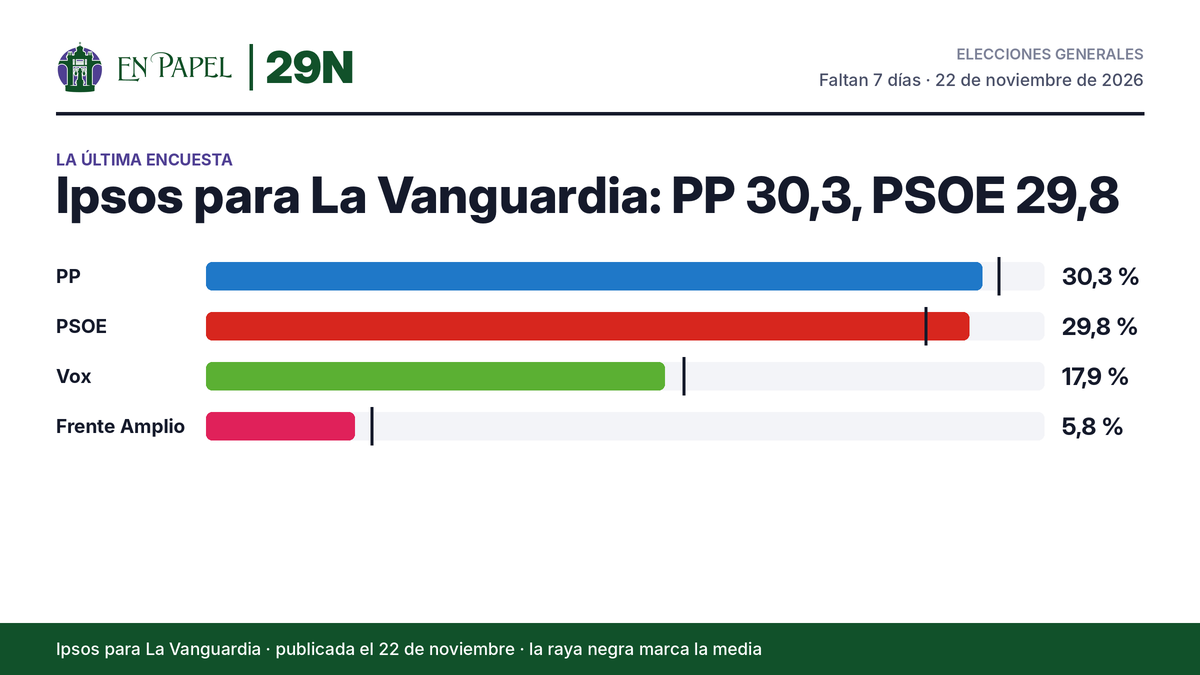 EN PAPEL | 29N
ELECCIONES GENERALES
Faltan 7 días · 22 de noviembre de 2026
LA ÚLTIMA ENCUESTA
Ipsos para La Vanguardia: PP 30,3, PSOE 29,8
PP 30,3 %
PSOE 29,8 %
Vox 17,9 %
Frente Amplio 5,8 %
Ipsos para La Vanguardia · publicada el 22 de noviembre · la raya negra marca la media